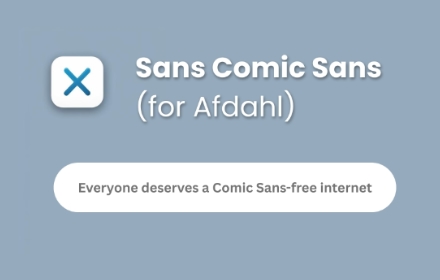 Sans Comic Sans
(for Afdahl)
Everyone deserves a Comic Sans-free internet